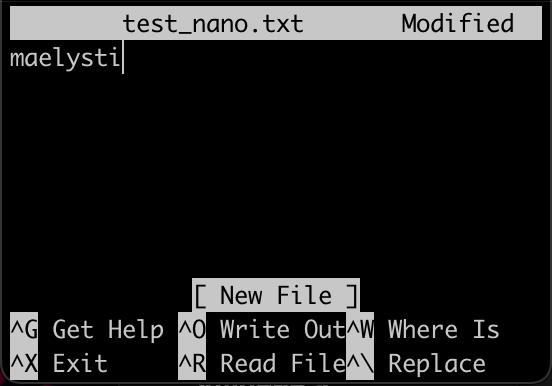 test_nano.txt Modified
maelysti
[ New File ]
^G Get Help ^O Write Out ^W Where Is
^X Exit ^R Read File ^\ Replace